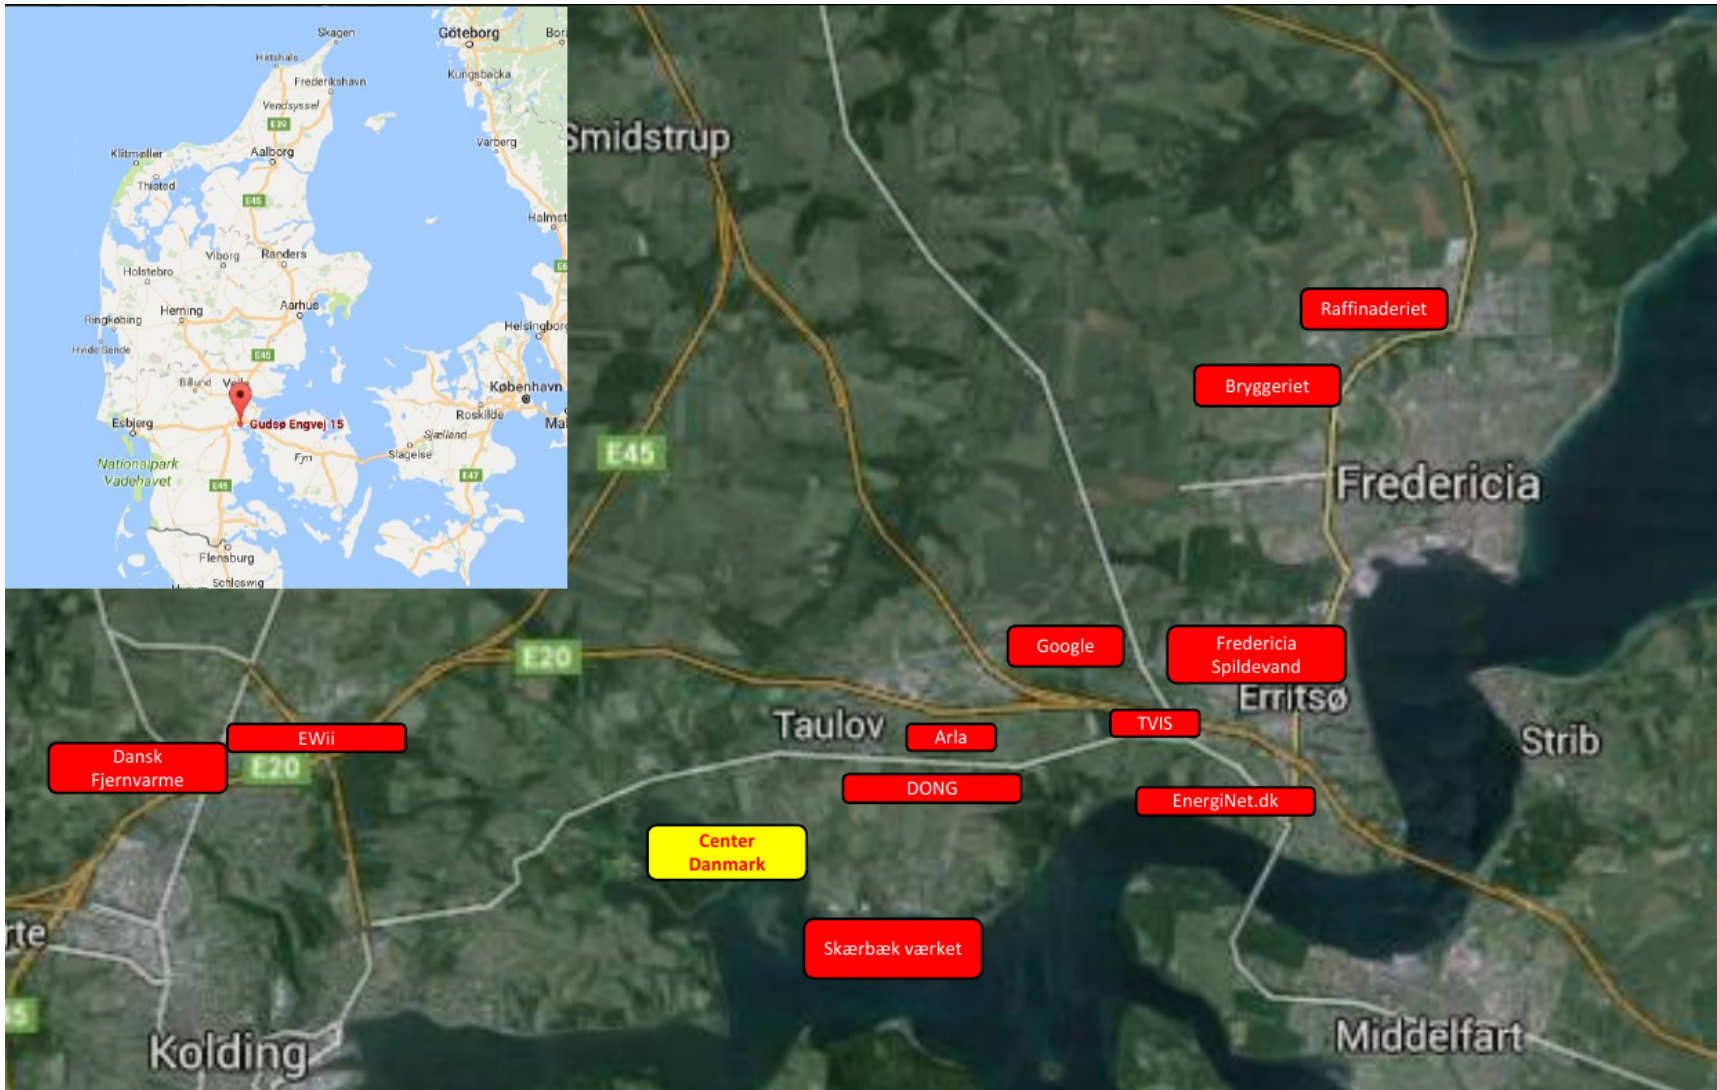 Skagen
Göteborg
Hirtshals
Kungsbacka
Frederikshavn
Vendsyssel
E39
Varberg
Klitmøller
Aalborg
Thisted
E45
Halmst
Viborg
Randers
Holstebro
Aarhus
Herning
Ringkøbing
Helsingborg
Hvide Sande
E45
Billund
København
Roskilde
Esbjerg
Gudsø Engvej 15
Sjælland
Slagelse
Fyn
Nationalpark
Vadehavet
E45
E47
Flensburg
Schleswig
Smidstrup
Raffinaderiet
Bryggeriet
E45
Fredericia
Google
Fredericia
Spildevand
E20
Erritsø
Taulov
Arla
TVIS
EWii
Strib
Dansk
Fjernvarme
E20
DONG
EnergiNet.dk
Center
Danmark
rte
Skærbæk værket
Kolding
Middelfart